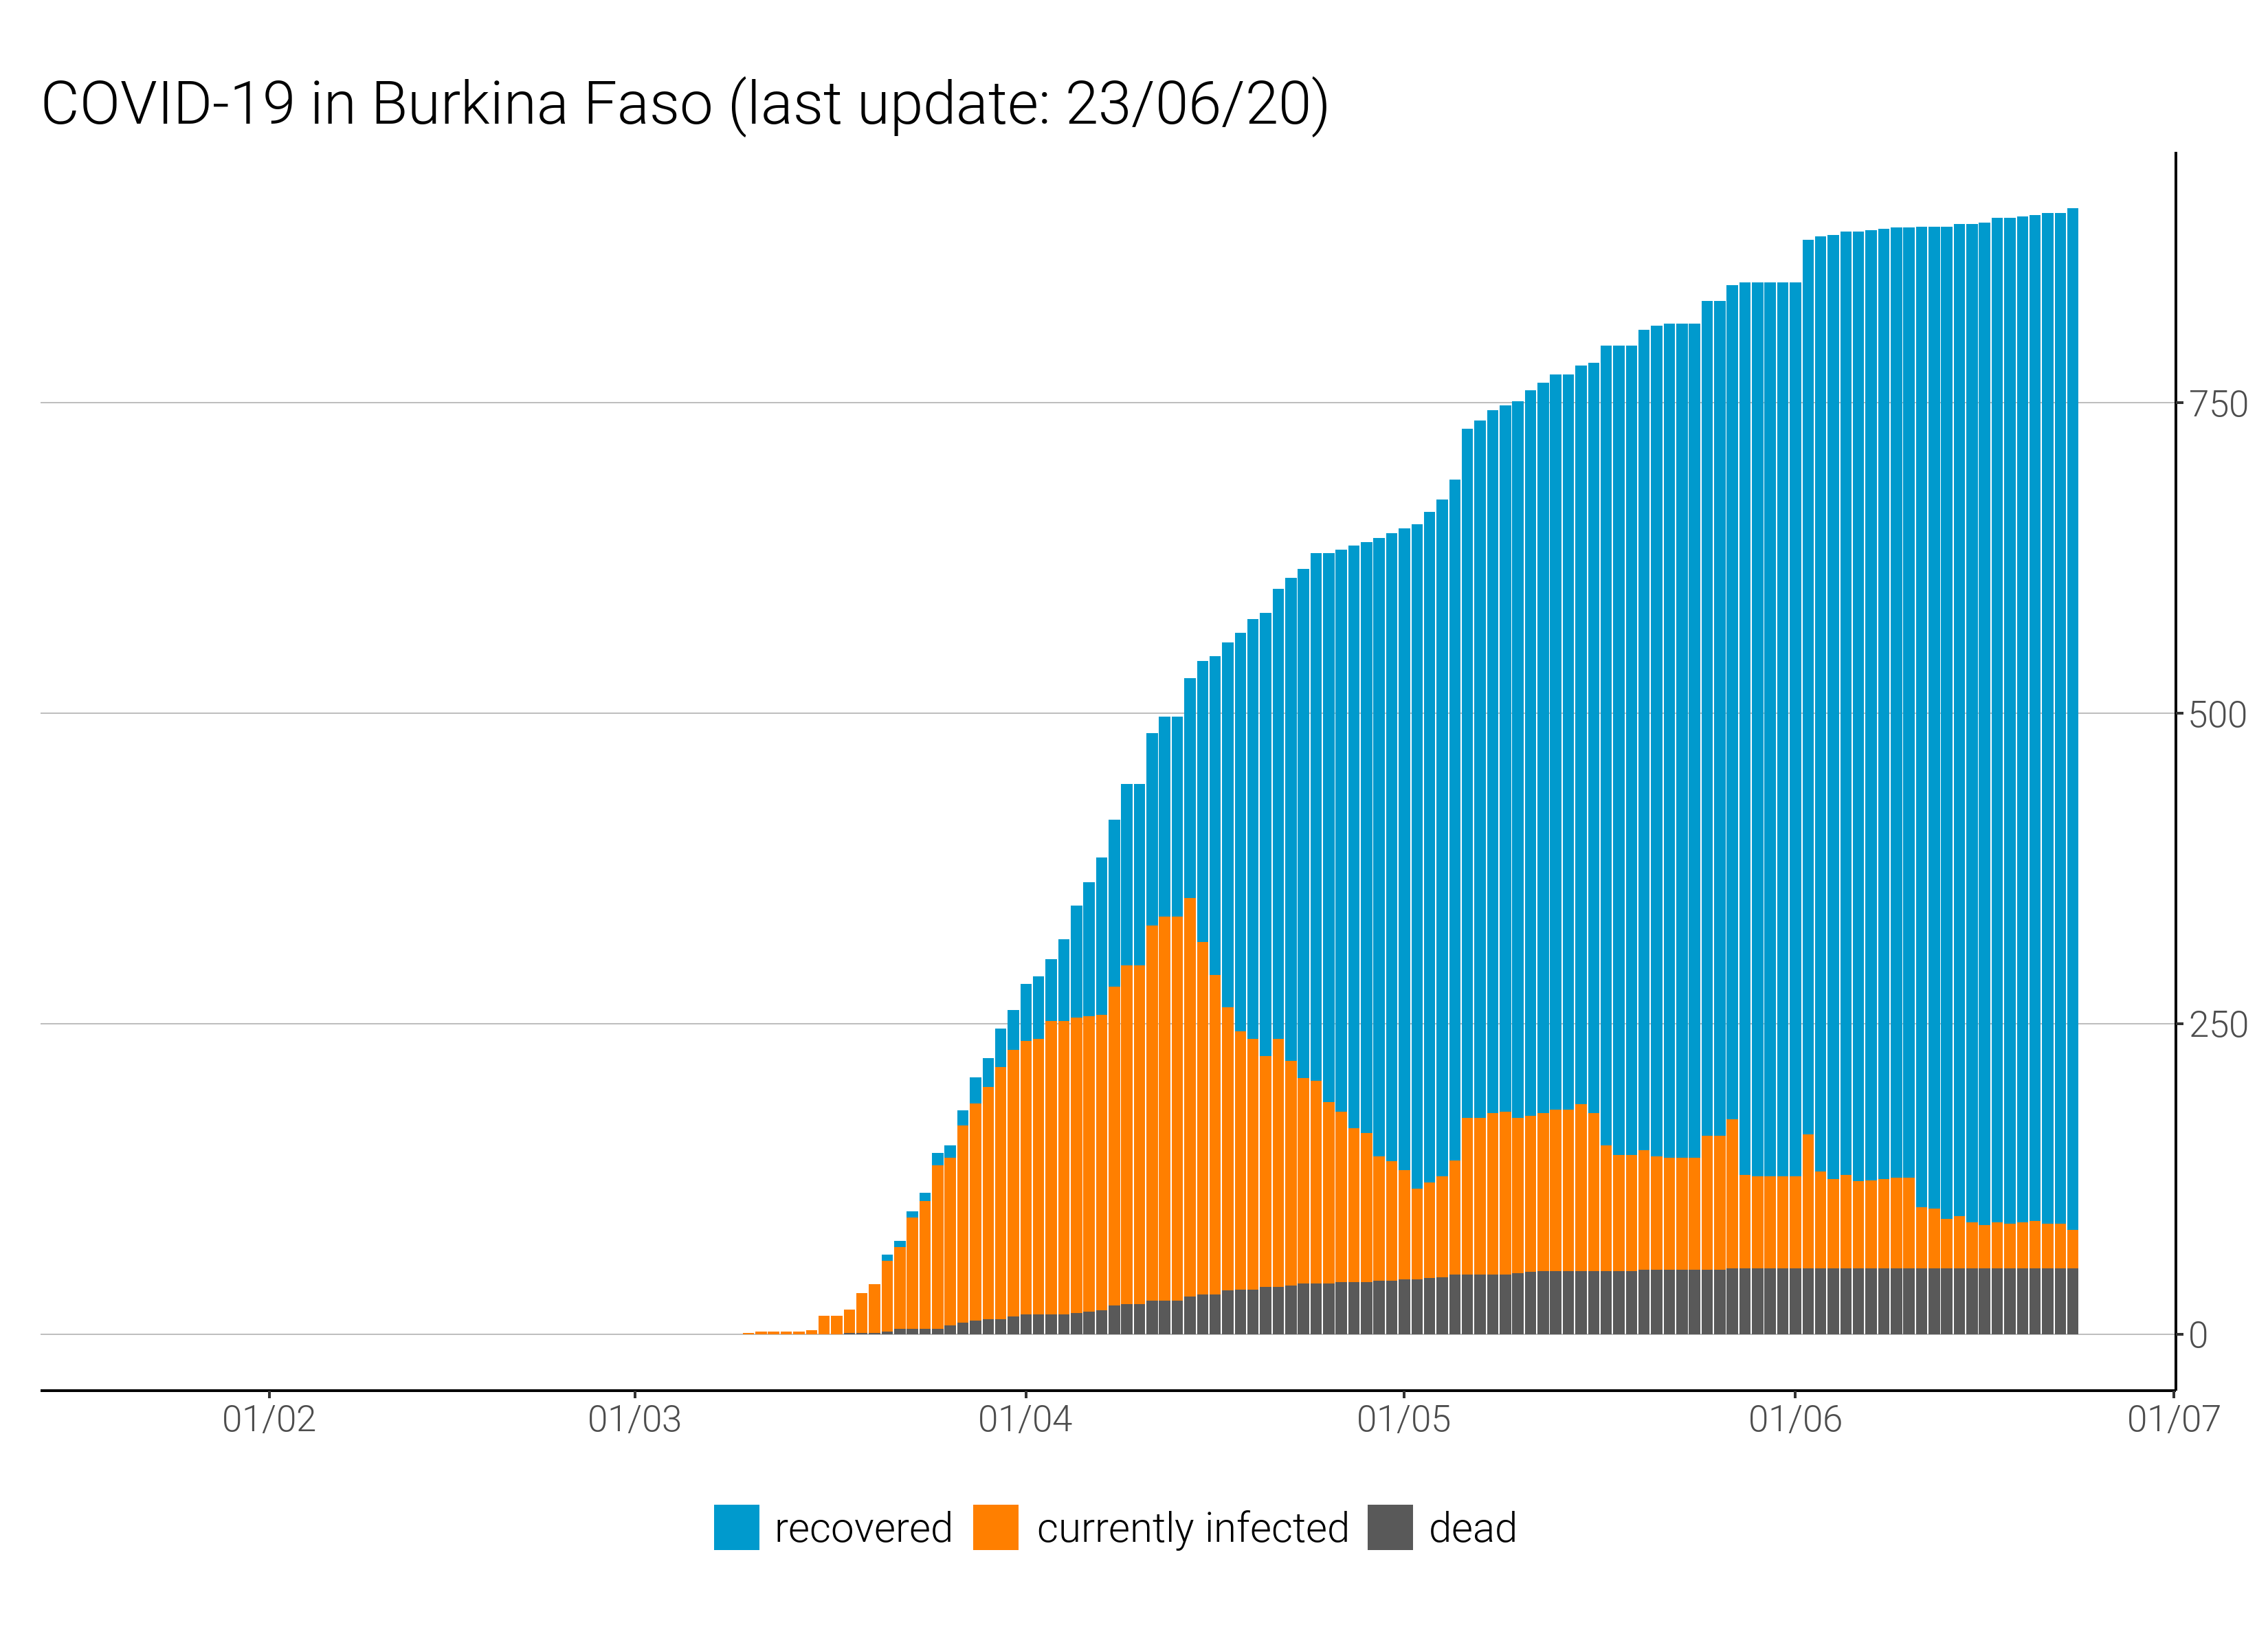 COVID-19 in Burkina Faso (last update: 23/06/20)
750
500
250
0
01/02 01/03 01/04 01/05 01/06 01/07
recovered currently infected dead